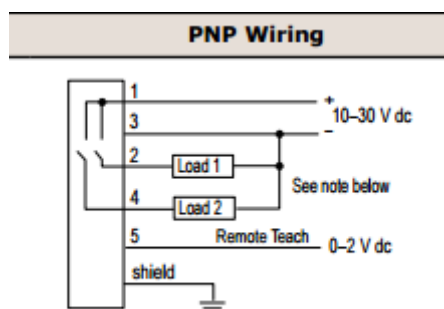 PNP Wiring
1
+
10–30 V dc
3
–
2
Load 1
See note below
4
Load 2
5
Remote Teach
0–2 V dc
shield